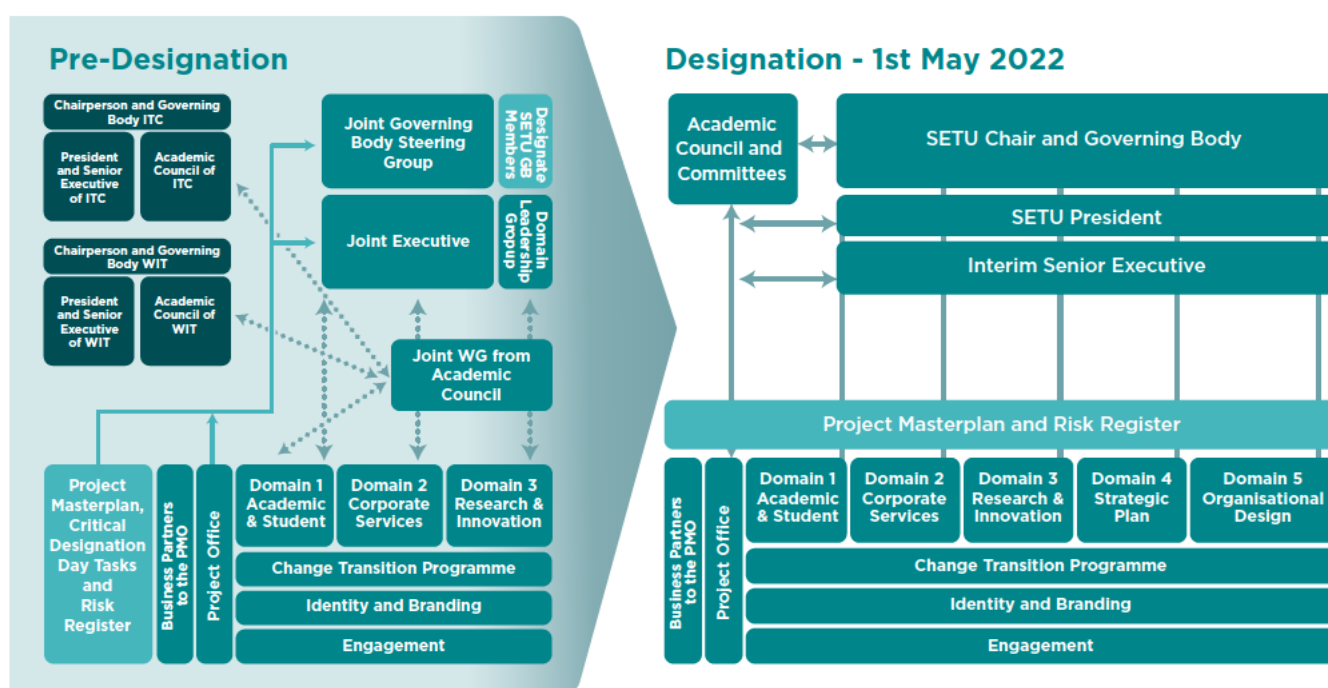 Pre-Designation
Chairperson and Governing
Body ITC
President
and Senior
Executive
of ITC
Academic
Council of
ITC
Chairperson and Governing
Body WIT
President
and Senior
Executive
of WIT
Academic
Council of
WIT
Joint Governing
Body Steering
Group
Designate
SETU GB
Members
Joint Executive
Domain
Leadership
Gropup
Joint WG from
Academic
Council
Project
Masterplan,
Critical
Designation
Day Tasks
and
Risk
Register
Business Partners
to the PMO
Project Office
Domain 1
Academic
& Student
Domain 2
Corporate
Services
Domain 3
Research &
Innovation
Change Transition Programme
Identity and Branding
Engagement
Designation - 1st May 2022
Academic
Council and
Committees
SETU Chair and Governing Body
SETU President
Interim Senior Executive
Project Masterplan and Risk Register
Business Partners
to the PMO
Project Office
Domain 1
Academic
& Student
Domain 2
Corporate
Services
Domain 3
Research &
Innovation
Domain 4
Strategic
Plan
Domain 5
Organisational
Design
Change Transition Programme
Identity and Branding
Engagement